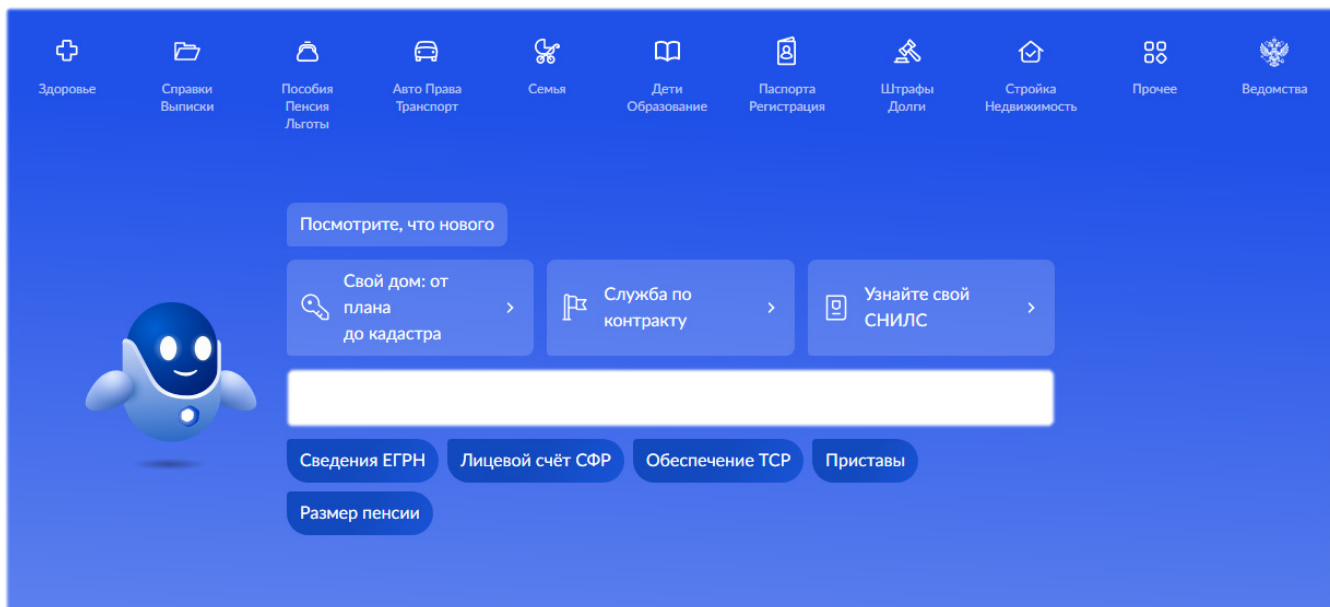 Здоровье
Справки
Выписки
Пособия
Пенсия
Льготы
Авто Права
Транспорт
Семья
Дети
Образование
Паспорта
Регистрация
Штрафы
Долги
Стройка
Недвижимость
Прочее
Ведомства
Посмотрите, что нового
Свой дом: от
плана
до кадастра
Служба по
контракту
Узнайте свой
СНИЛС
Сведения ЕГРН
Лицевой счёт СФР
Обеспечение ТСР
Приставы
Размер пенсии